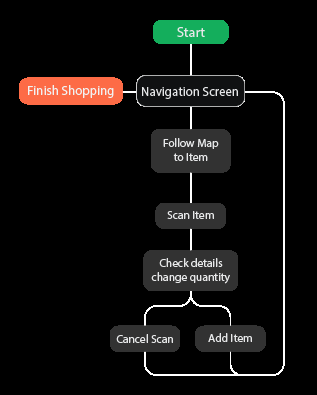 Start
Finish Shopping
Navigation Screen
Follow Map
to Item
Scan Item
Check details
change quantity
Cancel Scan
Add Item